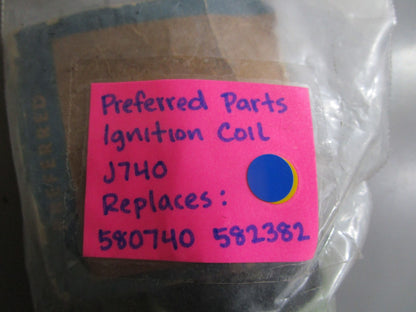 Preferred Parts
Ignition Coil
J740
Replaces:
580740 582382